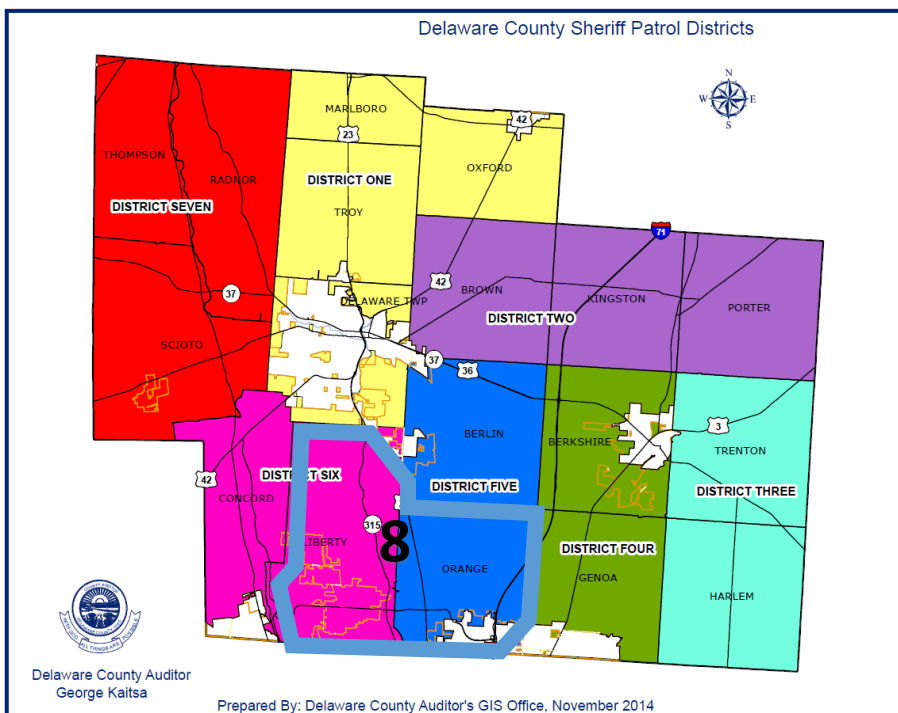 Delaware County Sheriff Patrol Districts
N
W E
S
MARLBORO
23
42
OXFORD
THOMPSON
RADNOR
DISTRICT ONE
DISTRICT SEVEN
TROY
71
42
BROWN
KINGSTON
37
DELAWARE TWP
PORTER
DISTRICT TWO
SCIOTO
37
36
3
BERLIN
BERKSHIRE
TRENTON
42
DISTRICT SIX
DISTRICT FIVE
DISTRICT THREE
CONCORD
315
8
LIBERTY
DISTRICT FOUR
ORANGE
GENOA
HARLEM
Delaware County Auditor
George Kaitsa
Prepared By: Delaware County Auditor's GIS Office, November 2014